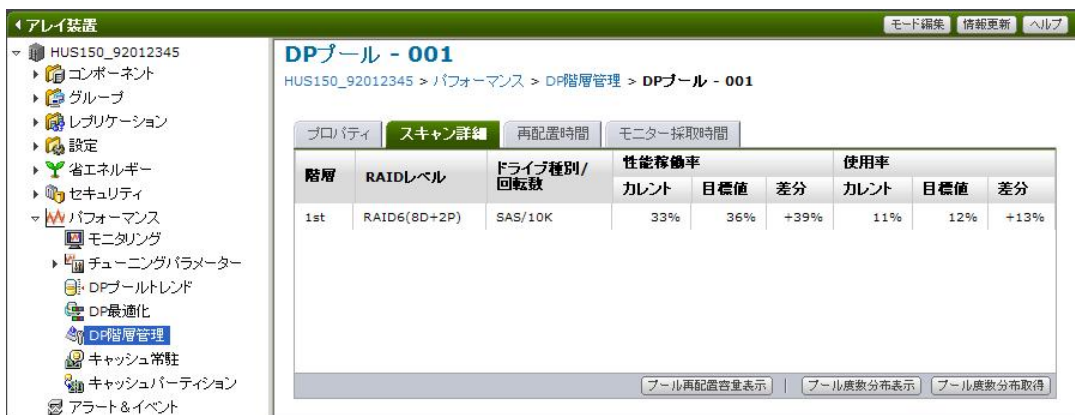 アレイ装置
モード編集 情報更新 ヘルプ
HUS150_92012345
コンポーネント
グループ
レプリケーション
設定
省エネルギー
セキュリティ
パフォーマンス
モニタリング
チューニングパラメーター
DPプールトレンド
DP最適化
DP階層管理
キャッシュ常駐
キャッシュパーティション
アラート&イベント
DPプール - 001
HUS150_92012345 > パフォーマンス > DP階層管理 > DPプール - 001
プロパティ スキャン詳細 再配置時間 モニター採取時間
階層 RAIDレベル ドライブ種別/回転数 性能稼働率 使用率
カレント 目標値 差分 カレント 目標値 差分
1st RAID6(8D+2P) SAS/10K 33% 36% +39% 11% 12% +13%
プール再配置容量表示 | プール度数分布表示 プール度数分布取得